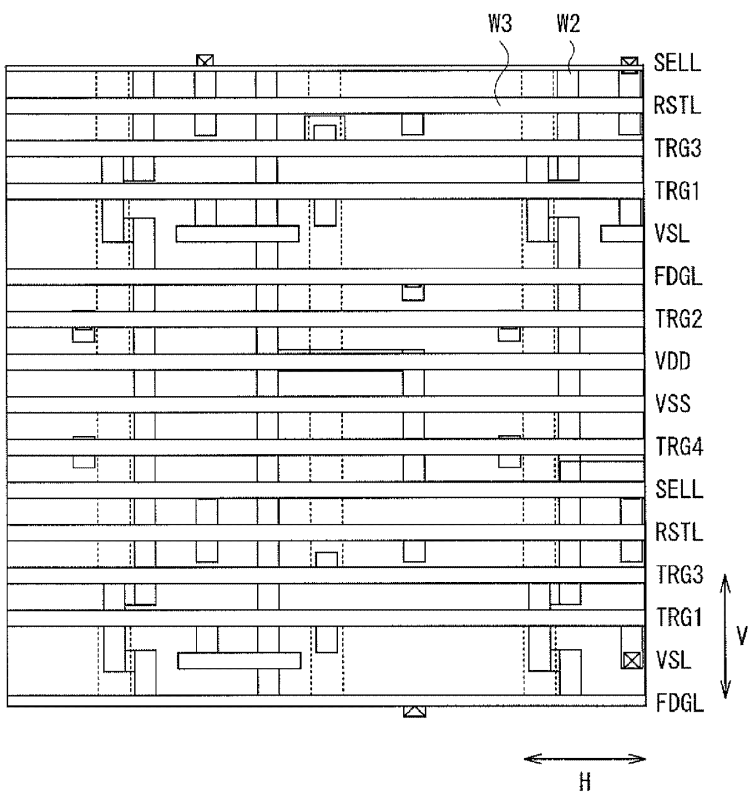 W3 W2
SELL
RSTL
TRG3
TRG1
VSL
FDGL
TRG2
VDD
VSS
TRG4
SELL
RSTL
TRG3
TRG1
VSL
FDGL
V
H